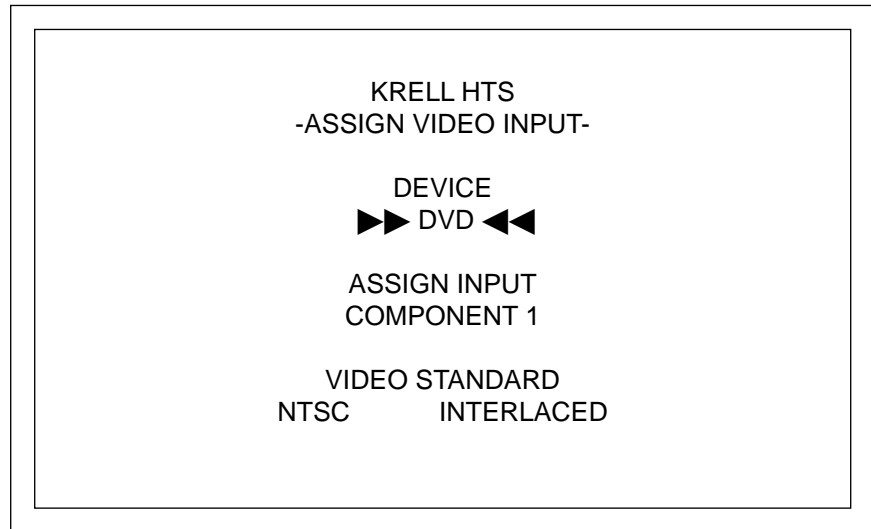 KRELL HTS
-ASSIGN VIDEO INPUT-
DEVICE
▶▶ DVD ◀◀
ASSIGN INPUT
COMPONENT 1
VIDEO STANDARD
NTSC INTERLACED